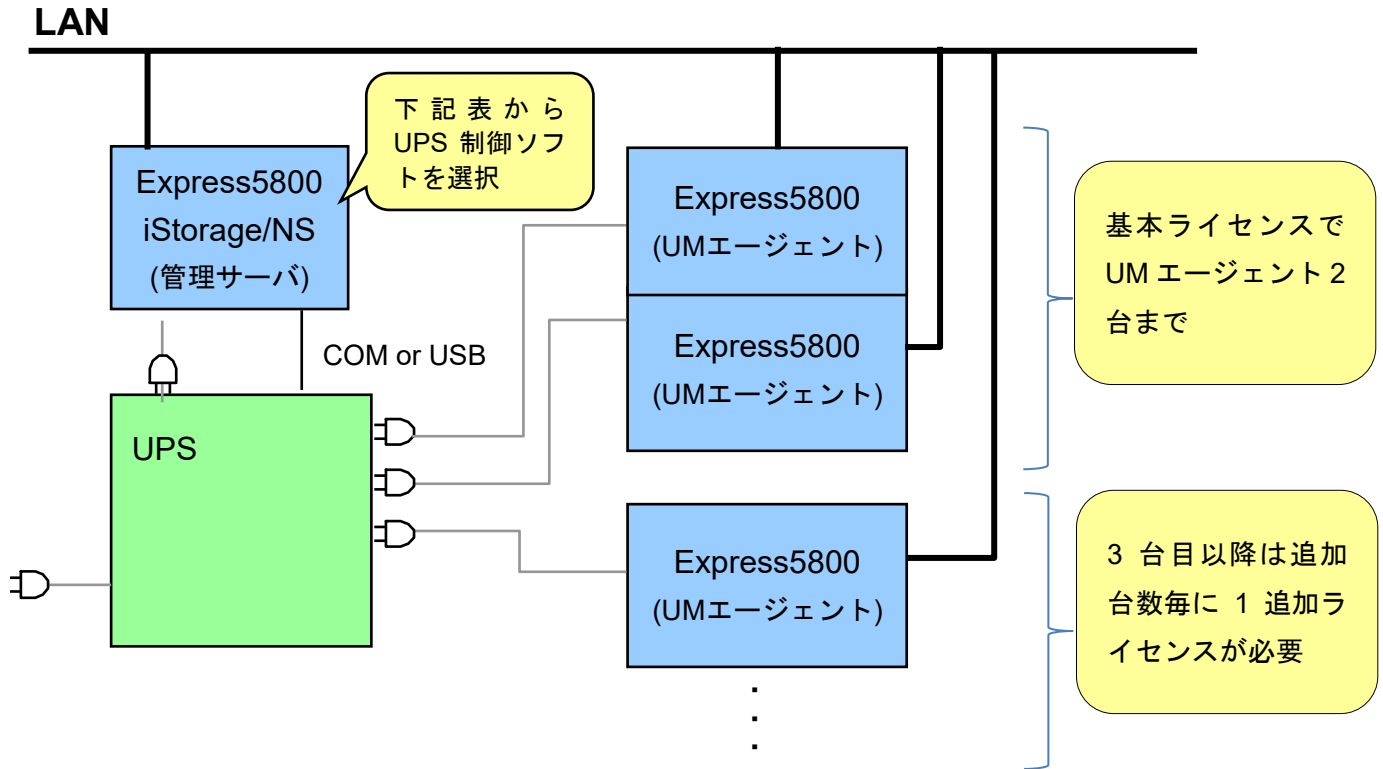 LAN
下記表から
UPS 制御ソフ
トを選択
Express5800
iStorage/NS
(管理サーバ)
COM or USB
UPS
Express5800
(UMエージェント)
Express5800
(UMエージェント)
Express5800
(UMエージェント)
・
・
・
基本ライセンスで
UM エージェント 2
台まで
3 台目以降は追加
台数毎に 1 追加ラ
イセンスが必要